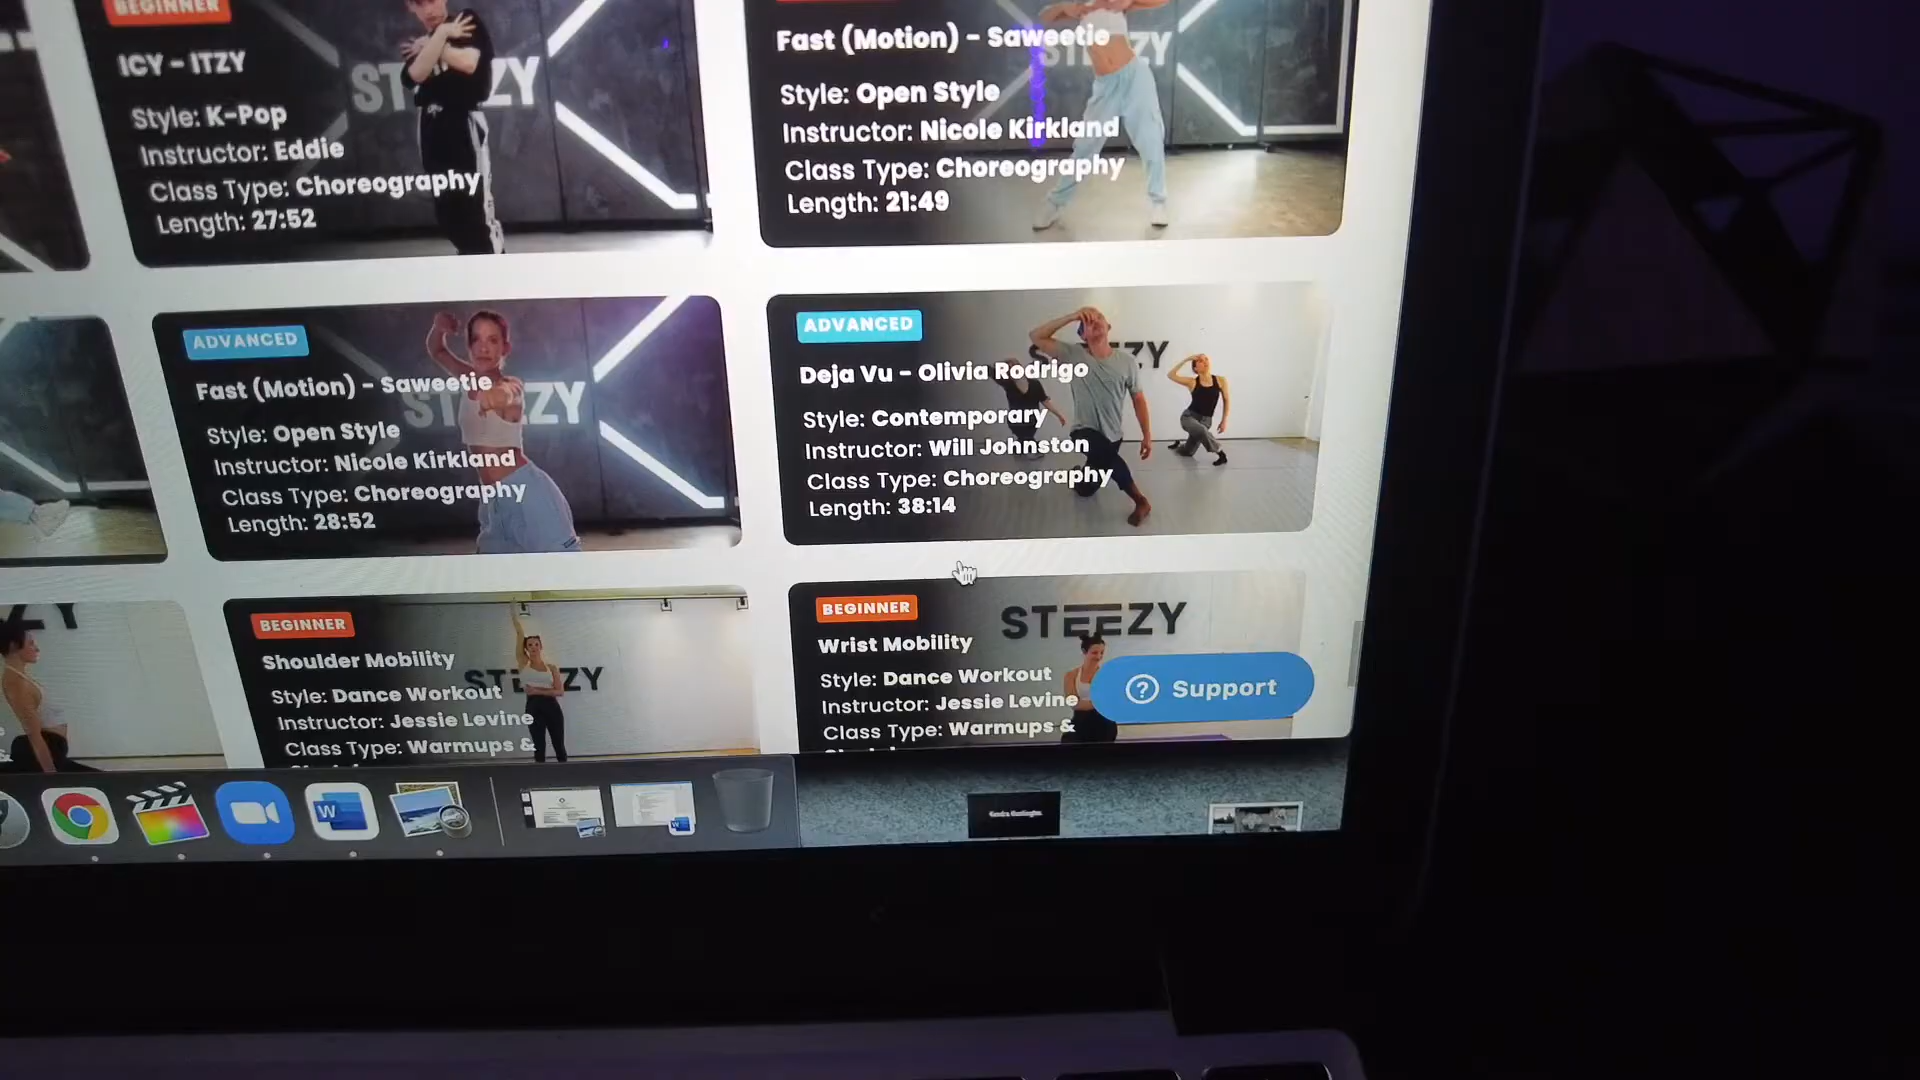 BEGINNER
ICY - ITZY
Style: K-Pop
Instructor: Eddie
Class Type: Choreography
Length: 27:52
Fast (Motion) - Saweetie
Style: Open Style
Instructor: Nicole Kirkland
Class Type: Choreography
Length: 21:49
ADVANCED
Fast (Motion) - Saweetie
Style: Open Style
Instructor: Nicole Kirkland
Class Type: Choreography
Length: 28:52
ADVANCED
Deja Vu - Olivia Rodrigo
Style: Contemporary
Instructor: Will Johnston
Class Type: Choreography
Length: 38:14
BEGINNER
Shoulder Mobility
Style: Dance Workout
Instructor: Jessie Levine
Class Type: Warmups &
BEGINNER
STEEZY
Wrist Mobility
Style: Dance Workout
Instructor: Jessie Levine
Class Type: Warmups &
? Support
W